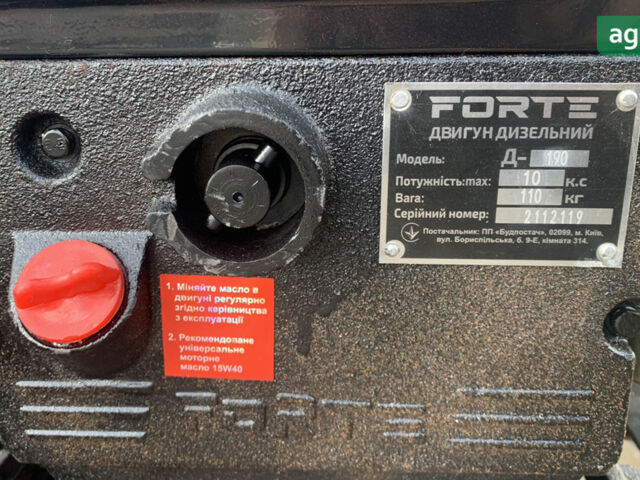 ag
FORTE
ДВИГУН ДИЗЕЛЬНИЙ
Модель: Д- 190
Потужність:max: 10 к.с
Вага: 110 кг
Серійний номер: 2112119
Постачальник: ПП «Будпостач», 02099, м. Київ,
вул. Бориспільська, б. 9-Е, кімната 314.
1. Міняйте масло в
двигуні регулярно
згідно керівництва
з експлуатації
2. Рекомендоване
універсальне
моторне
масло 15W40
FORTE